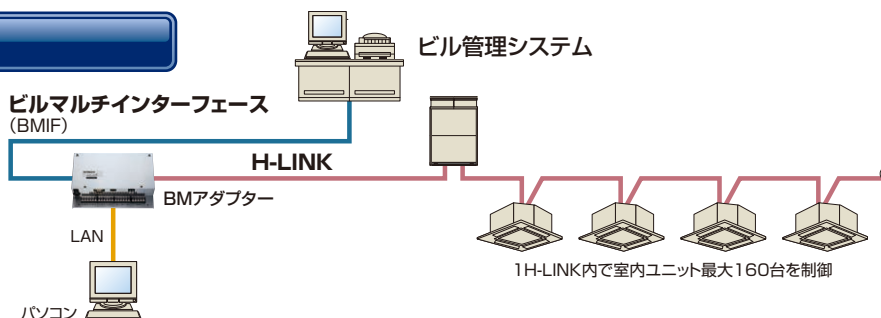 ビル管理システム
ビルマルチインターフェース
（BMIF）
H-LINK
BMアダプター
LAN
1H-LINK内で室内ユニット最大160台を制御
パソコン